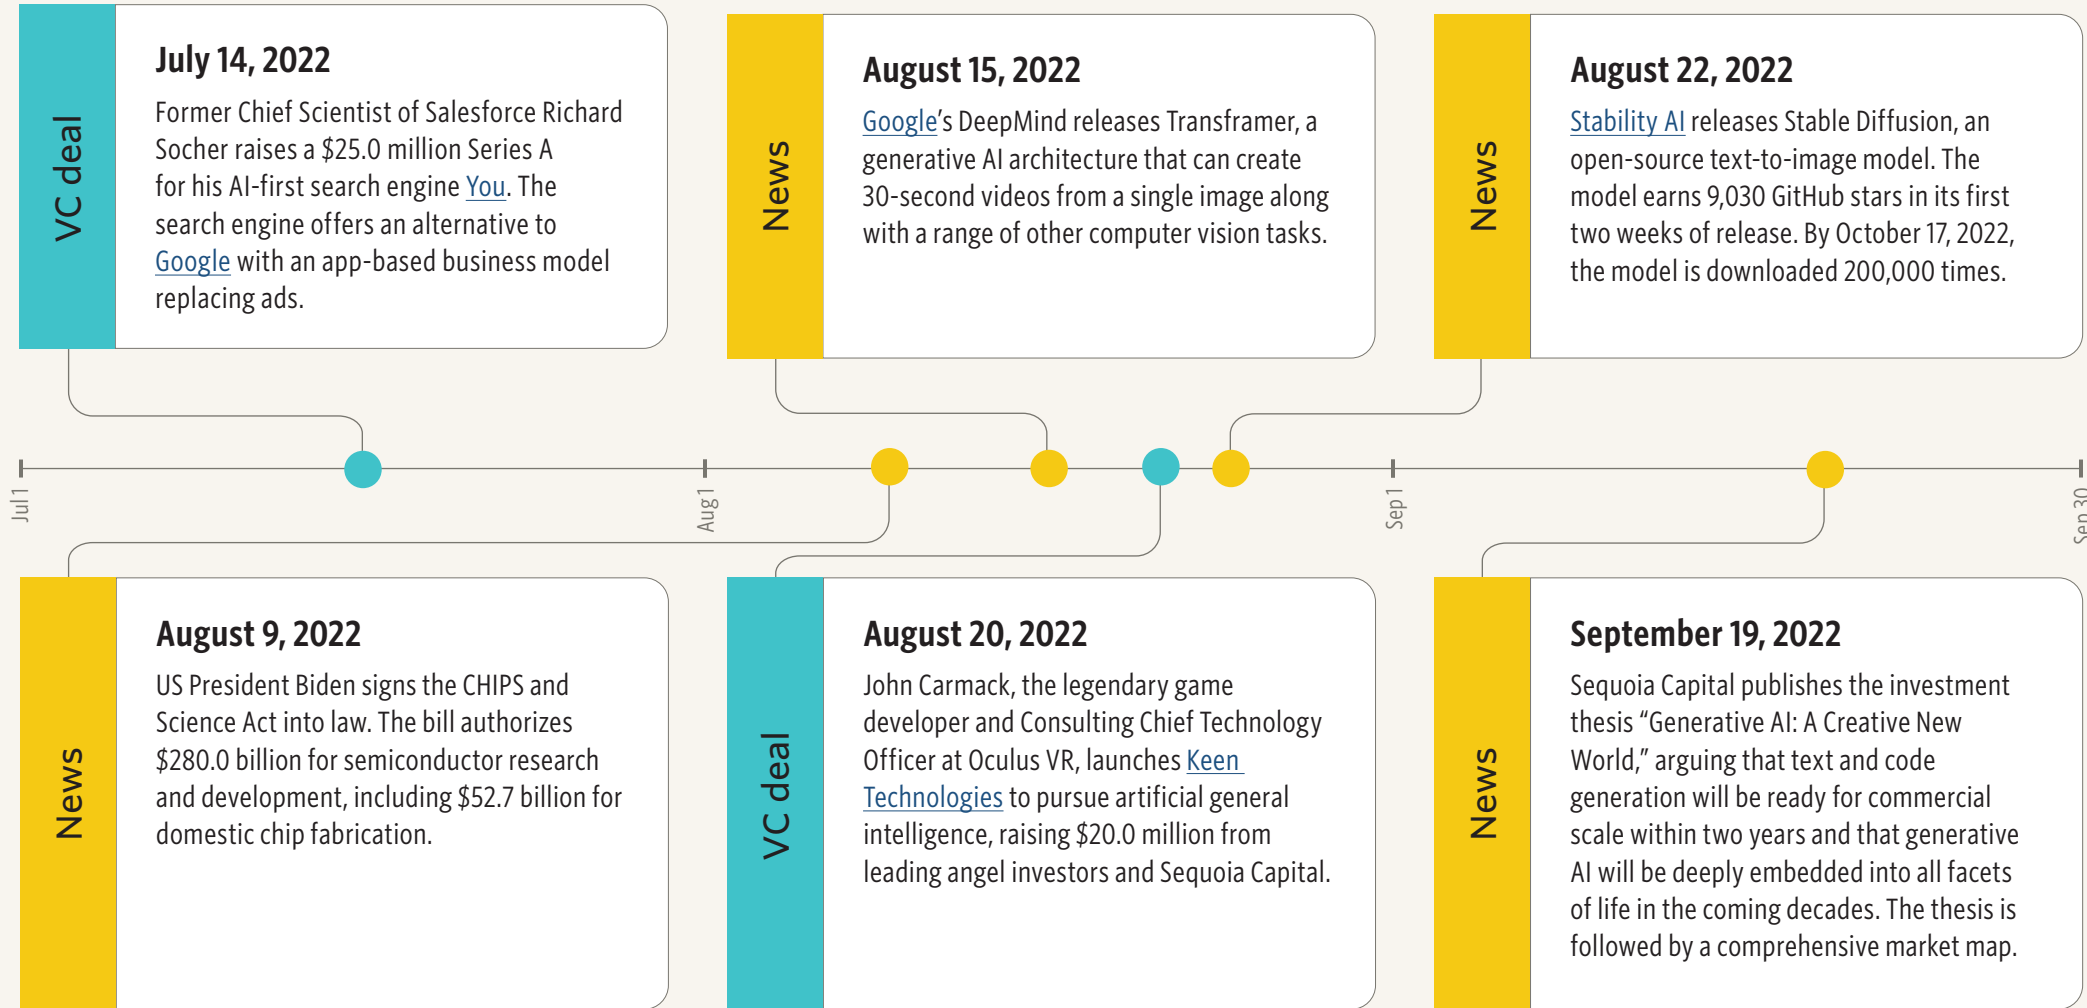 VC deal
July 14, 2022
Former Chief Scientist of Salesforce Richard
Socher raises a $25.0 million Series A
for his AI-first search engine You. The
search engine offers an alternative to
Google with an app-based business model
replacing ads.
News
August 15, 2022
Google's DeepMind releases Transframer, a
generative AI architecture that can create
30-second videos from a single image along
with a range of other computer vision tasks.
News
August 22, 2022
Stability AI releases Stable Diffusion, an
open-source text-to-image model. The
model earns 9,030 GitHub stars in its first
two weeks of release. By October 17, 2022,
the model is downloaded 200,000 times.
Jul 1
Aug 1
Sep 1
Sep 30
News
August 9, 2022
US President Biden signs the CHIPS and
Science Act into law. The bill authorizes
$280.0 billion for semiconductor research
and development, including $52.7 billion for
domestic chip fabrication.
VC deal
August 20, 2022
John Carmack, the legendary game
developer and Consulting Chief Technology
Officer at Oculus VR, launches Keen
Technologies to pursue artificial general
intelligence, raising $20.0 million from
leading angel investors and Sequoia Capital.
News
September 19, 2022
Sequoia Capital publishes the investment
thesis “Generative AI: A Creative New
World,” arguing that text and code
generation will be ready for commercial
scale within two years and that generative
AI will be deeply embedded into all facets
of life in the coming decades. The thesis is
followed by a comprehensive market map.